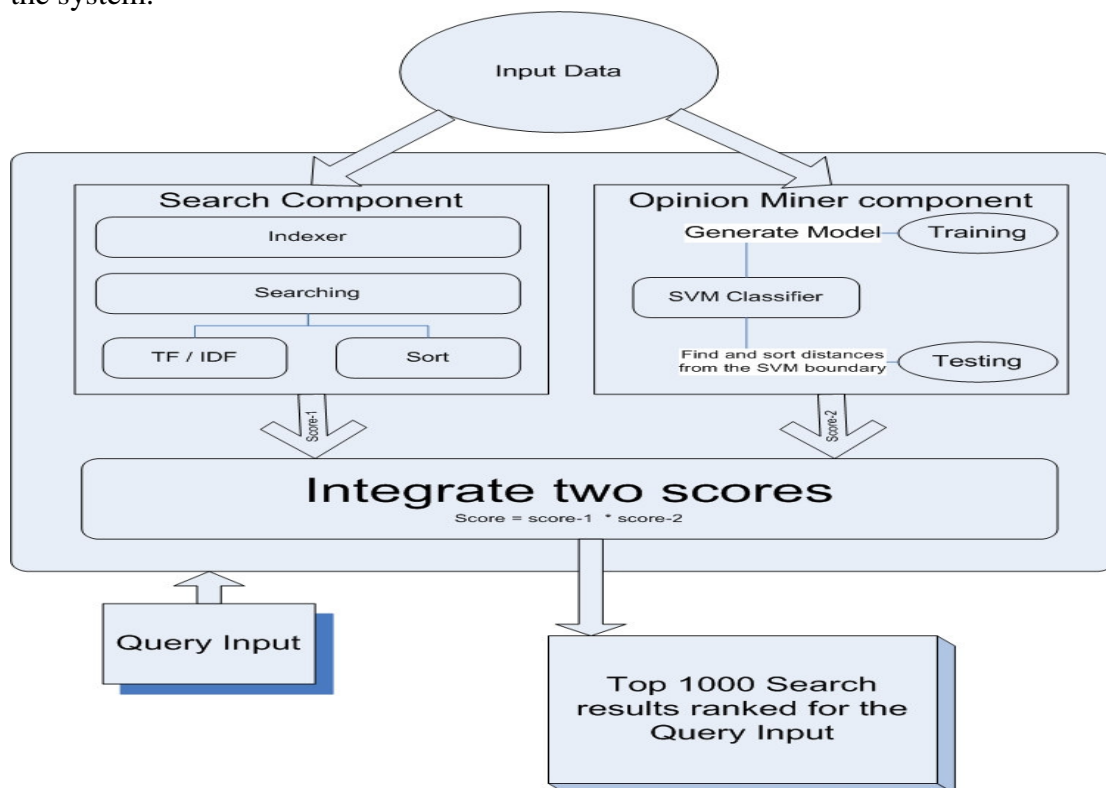 the system.
Input Data
Search Component
Indexer
Searching
TF / IDF
Sort
Opinion Miner component
Generate Model
Training
SVM Classifier
Find and sort distances
from the SVM boundary
Testing
Score-1
Score-2
Integrate two scores
Score = score-1 * score-2
Query Input
Top 1000 Search
results ranked for the
Query Input